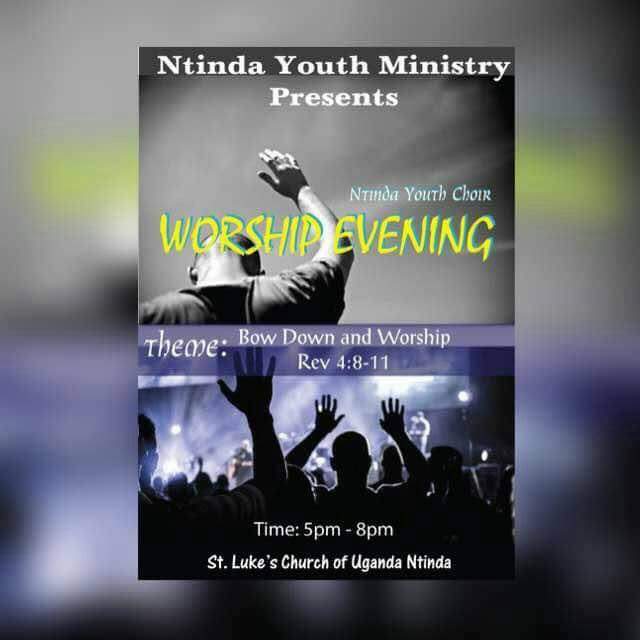 Ntinda Youth Ministry
Presents
Ntinda Youth Choir
WORSHIP EVENING
Theme: Bow Down and Worship
Rev 4:8-11
Time: 5pm - 8pm
St. Luke's Church of Uganda Ntinda